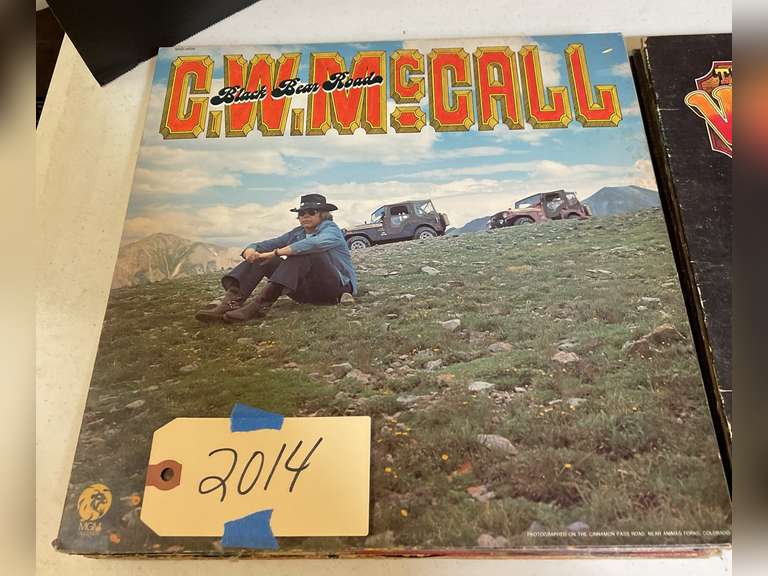 C.W. McCALL
Black Bear Road
2014
MGM
PHOTOGRAPHED ON THE CINNAMON PASS ROAD, NEAR ANIMAS FORKS, COLORADO